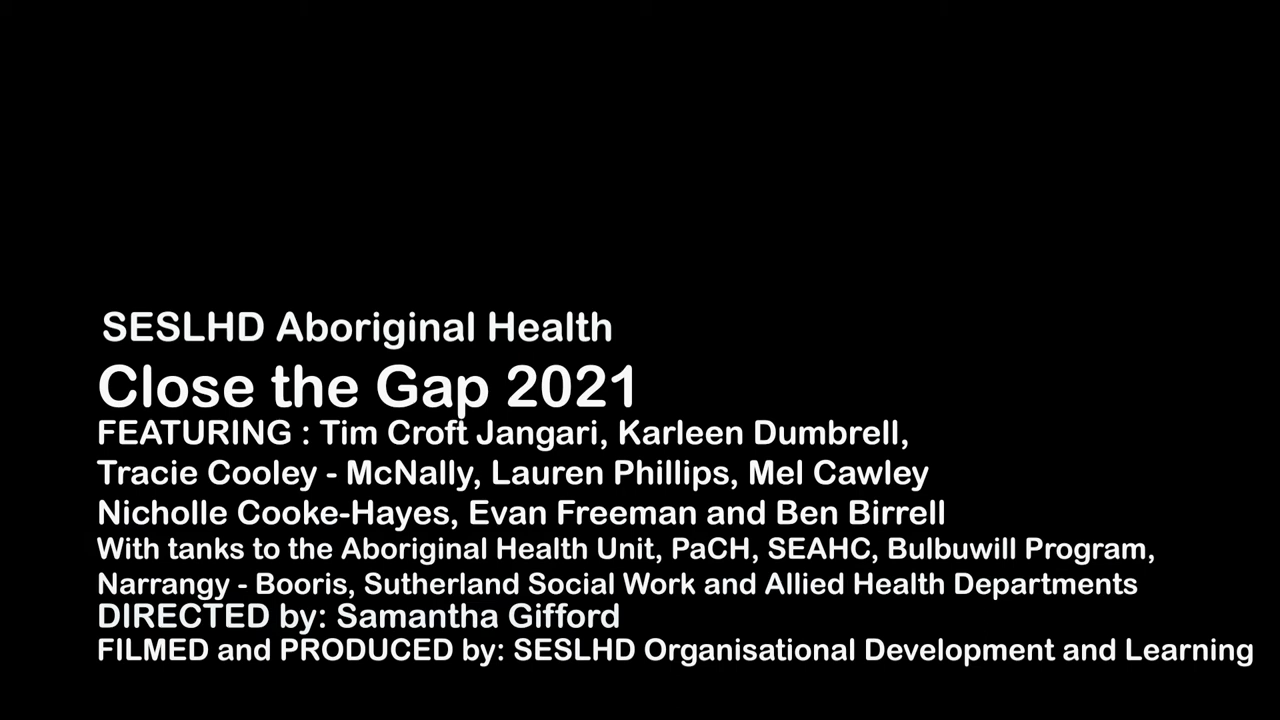 SESLHD Aboriginal Health
Close the Gap 2021
FEATURING : Tim Croft Jangari, Karleen Dumbrell,
Tracie Cooley - McNally, Lauren Phillips, Mel Cawley
Nicholle Cooke-Hayes, Evan Freeman and Ben Birrell
With tanks to the Aboriginal Health Unit, PaCH, SEAHC, Bulbuwill Program,
Narrangy - Booris, Sutherland Social Work and Allied Health Departments
DIRECTED by: Samantha Gifford
FILMED and PRODUCED by: SESLHD Organisational Development and Learning